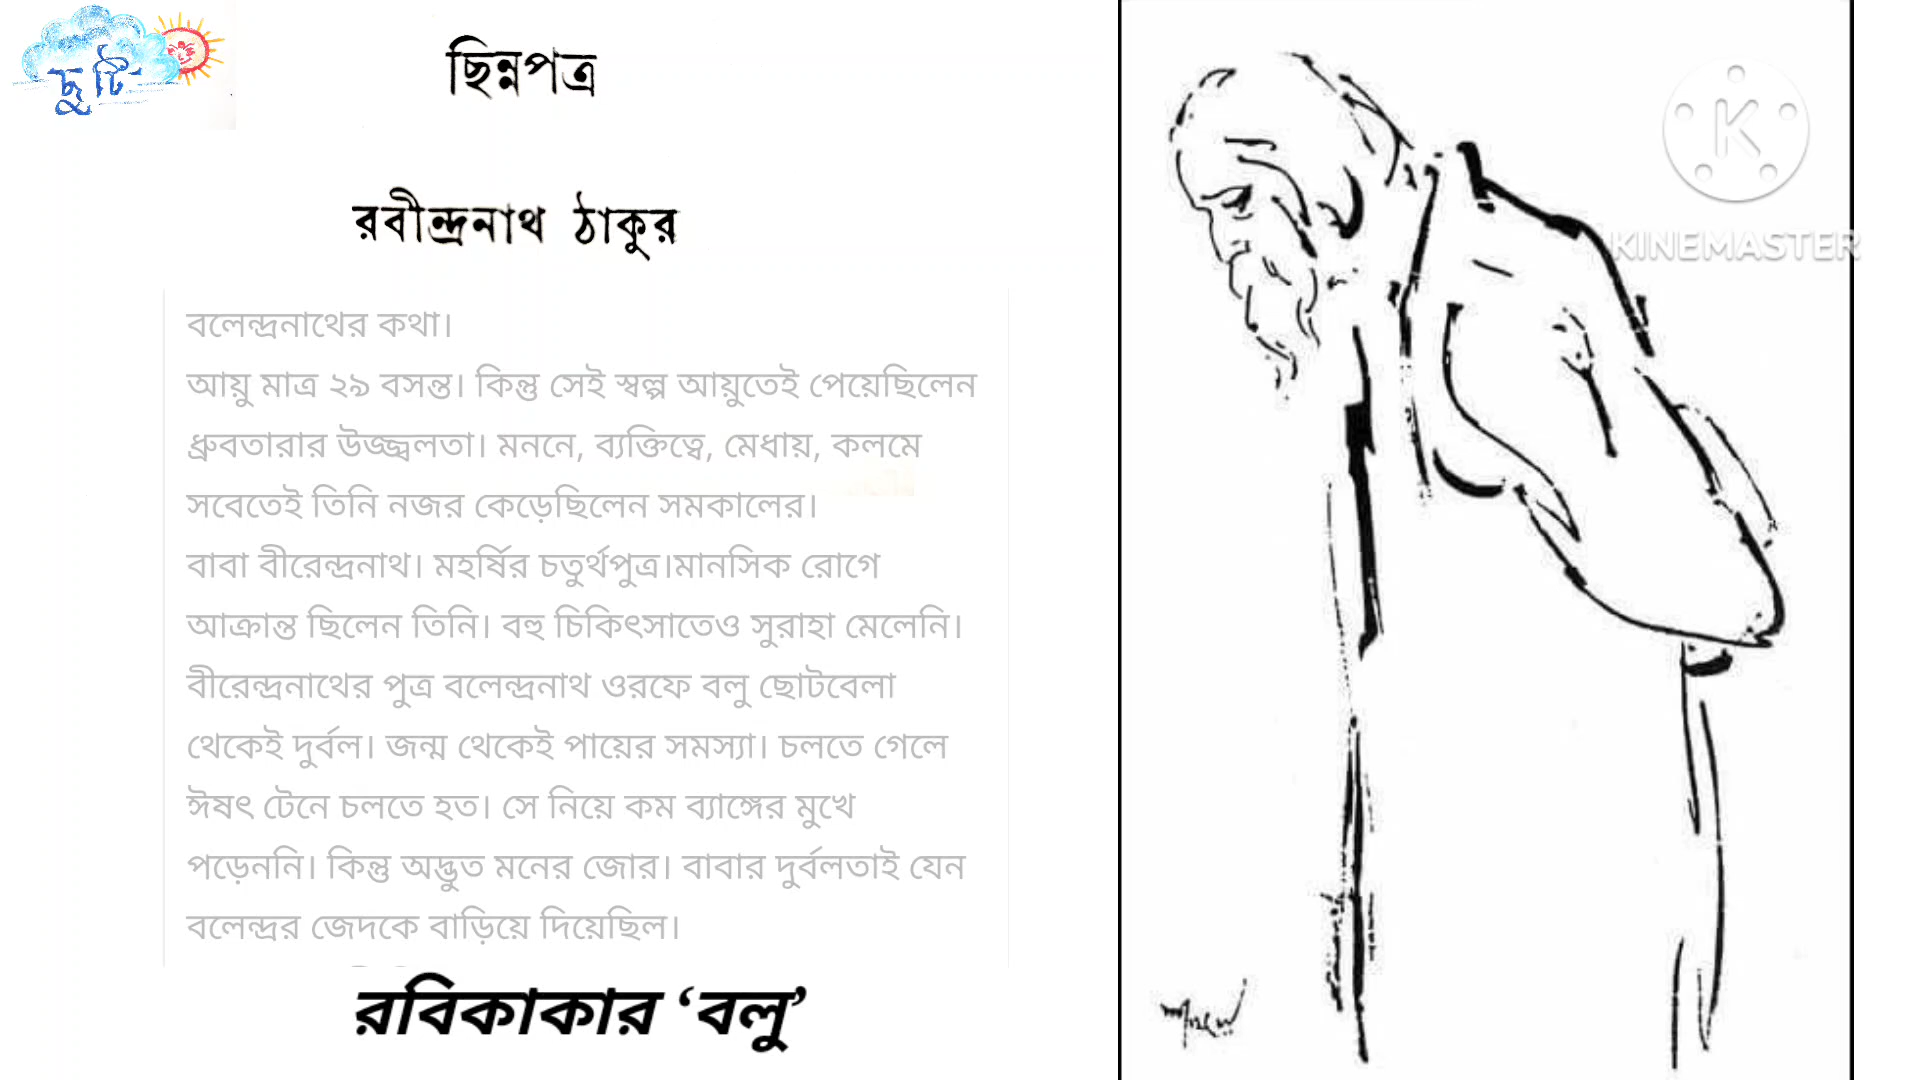 ছুটি
ছিন্নপত্র
রবীন্দ্রনাথ ঠাকুর
বলেন্দ্রনাথের কথা।
আয়ু মাত্র ২৯ বসন্ত। কিন্তু সেই স্বল্প আয়ুতেই পেয়েছিলেন
ধ্রুবতারার উজ্জ্বলতা। মননে, ব্যক্তিত্বে, মেধায়, কলমে
সবেতেই তিনি নজর কেড়েছিলেন সমকালের।
বাবা বীরেন্দ্রনাথ। মহর্ষির চতুর্থপুত্র।মানসিক রোগে
আক্রান্ত ছিলেন তিনি। বহু চিকিৎসাতেও সুরাহা মেলেনি।
বীরেন্দ্রনাথের পুত্র বলেন্দ্রনাথ ওরফে বলু ছোটবেলা
থেকেই দুর্বল। জন্ম থেকেই পায়ের সমস্যা। চলতে গেলে
ঈষৎ টেনে চলতে হত। সে নিয়ে কম ব্যাঙ্গের মুখে
পড়েননি। কিন্তু অদ্ভুত মনের জোর। বাবার দুর্বলতাই যেন
বলেন্দ্রর জেদকে বাড়িয়ে দিয়েছিল।
রবিকাকার ‘বলু’
K
KINEMASTER